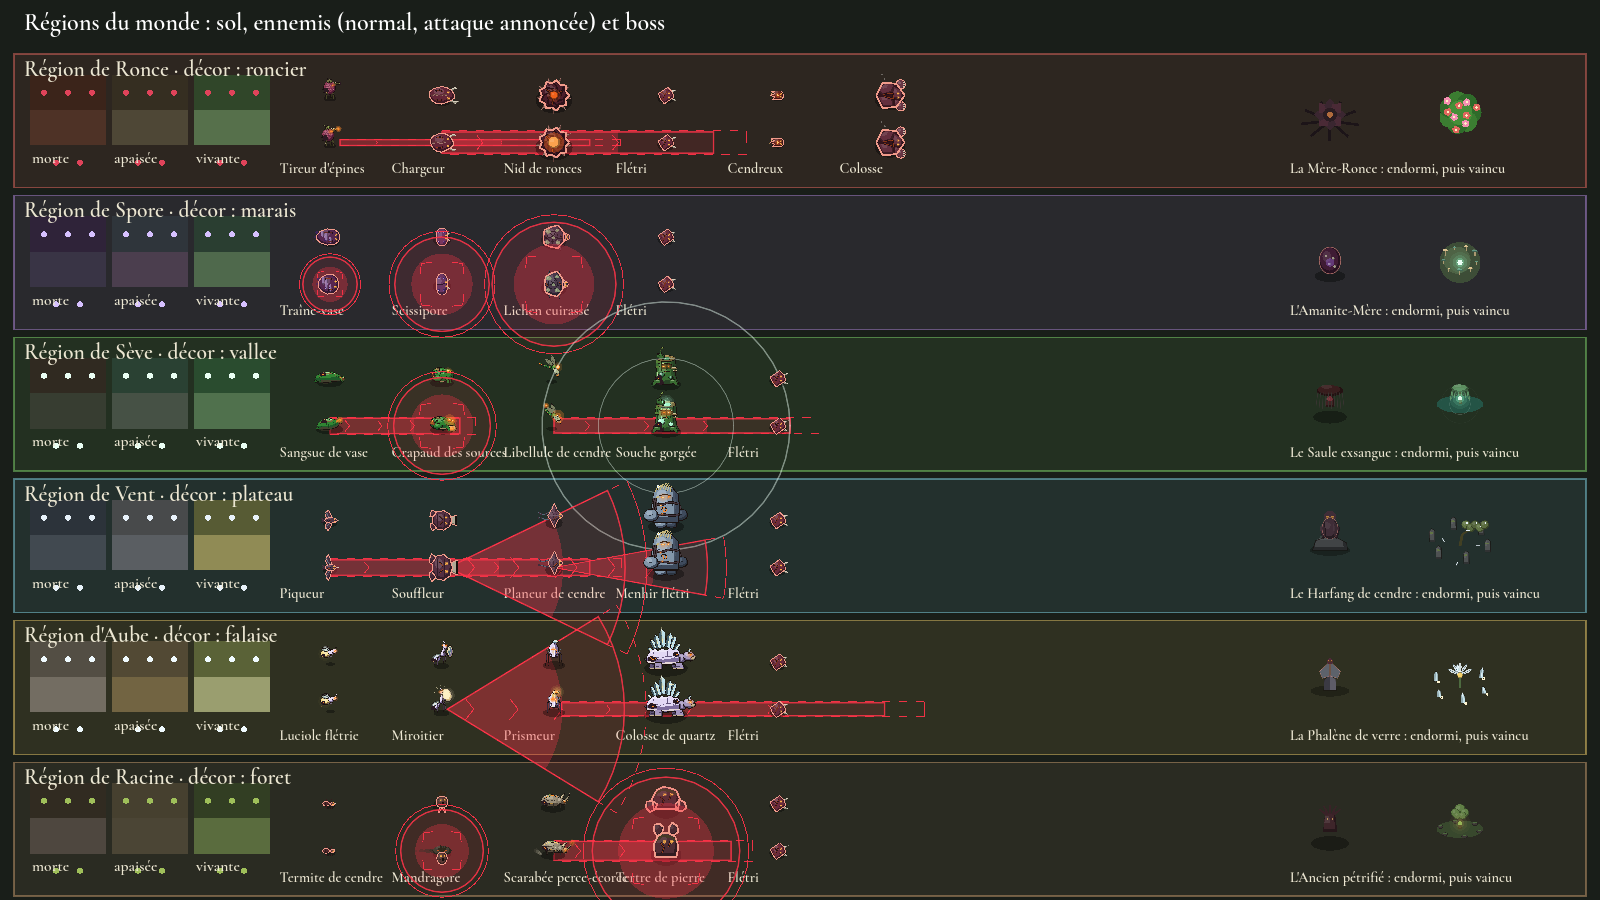 Régions du monde : sol, ennemis (normal, attaque annoncée) et boss
Région de Ronce · décor : roncier
morte apaisée vivante
Tireur d'épines Chargeur Nid de ronces Flétri Cendreux Colosse La Mère-Ronce : endormi, puis vaincu
Région de Spore · décor : marais
morte apaisée vivante
Traîne-vase Scissipore Lichen cuirassé Flétri L'Amanite-Mère : endormi, puis vaincu
Région de Sève · décor : vallee
morte apaisée vivante
Sangsue de vase Crapaud des sources Libellule de cendre Souche gorgée Flétri Le Saule exsangue : endormi, puis vaincu
Région de Vent · décor : plateau
morte apaisée vivante
Piqueur Souffleur Planeur de cendre Menhir flétri Flétri Le Harfang de cendre : endormi, puis vaincu
Région d'Aube · décor : falaise
morte apaisée vivante
Luciole flétrie Miroitier Prismeur Colosse de quartz Flétri La Phalène de verre : endormi, puis vaincu
Région de Racine · décor : foret
morte apaisée vivante
Termite de cendre Mandragore Scarabée perce-écorce Tertre de pierre Flétri L'Ancien pétrifié : endormi, puis vaincu